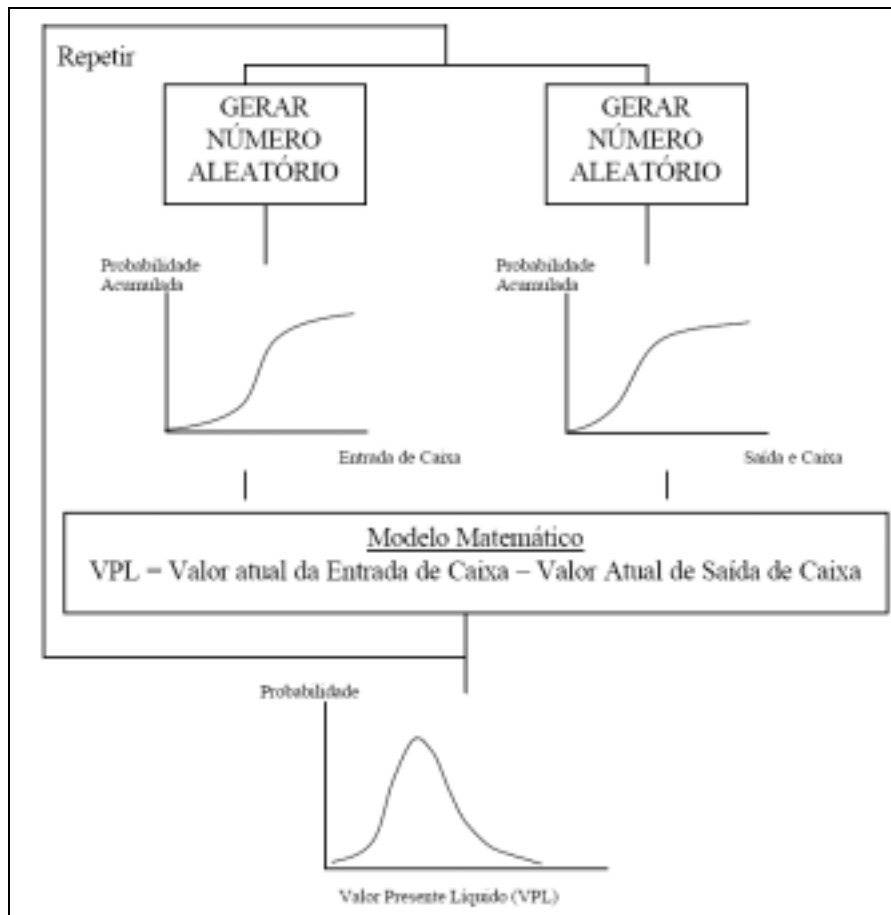 Repetir
GERAR
NÚMERO
ALEATÓRIO
GERAR
NÚMERO
ALEATÓRIO
Probabilidade
Acumulada
Entrada de Caixa
Probabilidade
Acumulada
Saída e Caixa
Modelo Matemático
VPL = Valor atual da Entrada de Caixa – Valor Atual de Saída de Caixa
Probabilidade
Valor Presente Líquido (VPL)